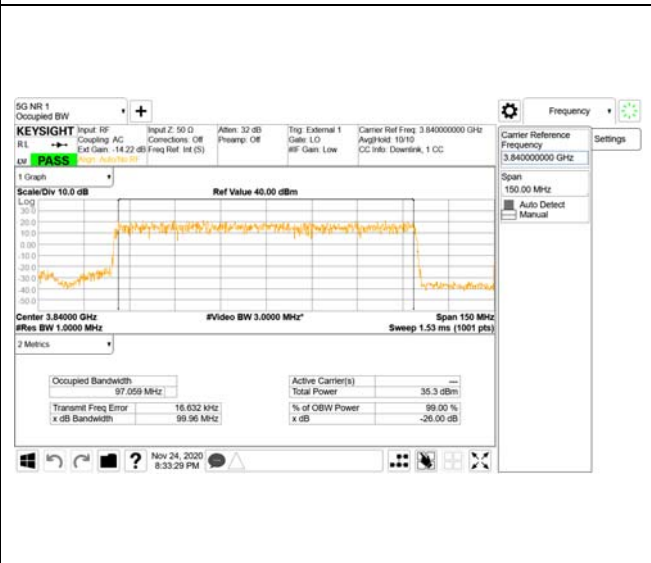 5G NR 1
Occupied BW
Frequency
KEYSIGHT
Input: RF
Coupling: AC
Ext Gain: -14.22 dB
Align: Auto/No RF
Input Z: 50 Ω
Corrections: Off
Freq Ref: Int (S)
Atten: 32 dB
Preamp: Off
Trig: External 1
Gate: LO
#IF Gain: Low
Carrier Ref Freq: 3.840000000 GHz
Avg|Hold: 10/10
CC Info: Downlink, 1 CC
RL
PASS
Carrier Reference
Frequency
3.840000000 GHz
Settings
Span
150.00 MHz
Auto Detect
Manual
1 Graph
Scale/Div 10.0 dB
Ref Value 40.00 dBm
Log
30.0
20.0
10.0
0.00
-10.0
-20.0
-30.0
-40.0
-50.0
Center 3.84000 GHz
#Video BW 3.0000 MHz*
Span 150 MHz
#Res BW 1.0000 MHz
Sweep 1.53 ms (1001 pts)
2 Metrics
Occupied Bandwidth
97.059 MHz
Active Carrier(s)
---
Total Power
35.3 dBm
Transmit Freq Error
16.632 kHz
% of OBW Power
99.00 %
x dB Bandwidth
99.96 MHz
x dB
-26.00 dB
Nov 24, 2020
8:33:29 PM